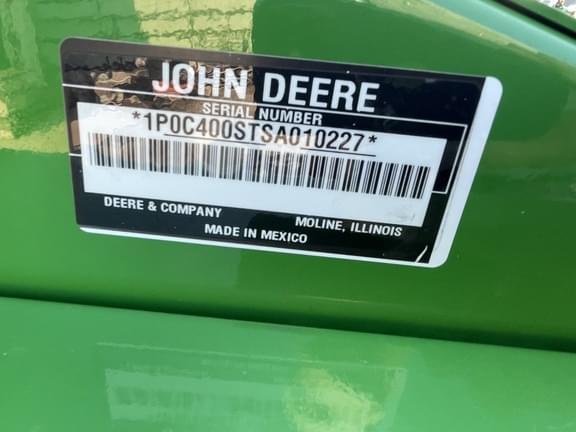 JOHN DEERE
SERIAL NUMBER
*1P0C400STSA010227*
DEERE & COMPANY
MOLINE, ILLINOIS
MADE IN MEXICO